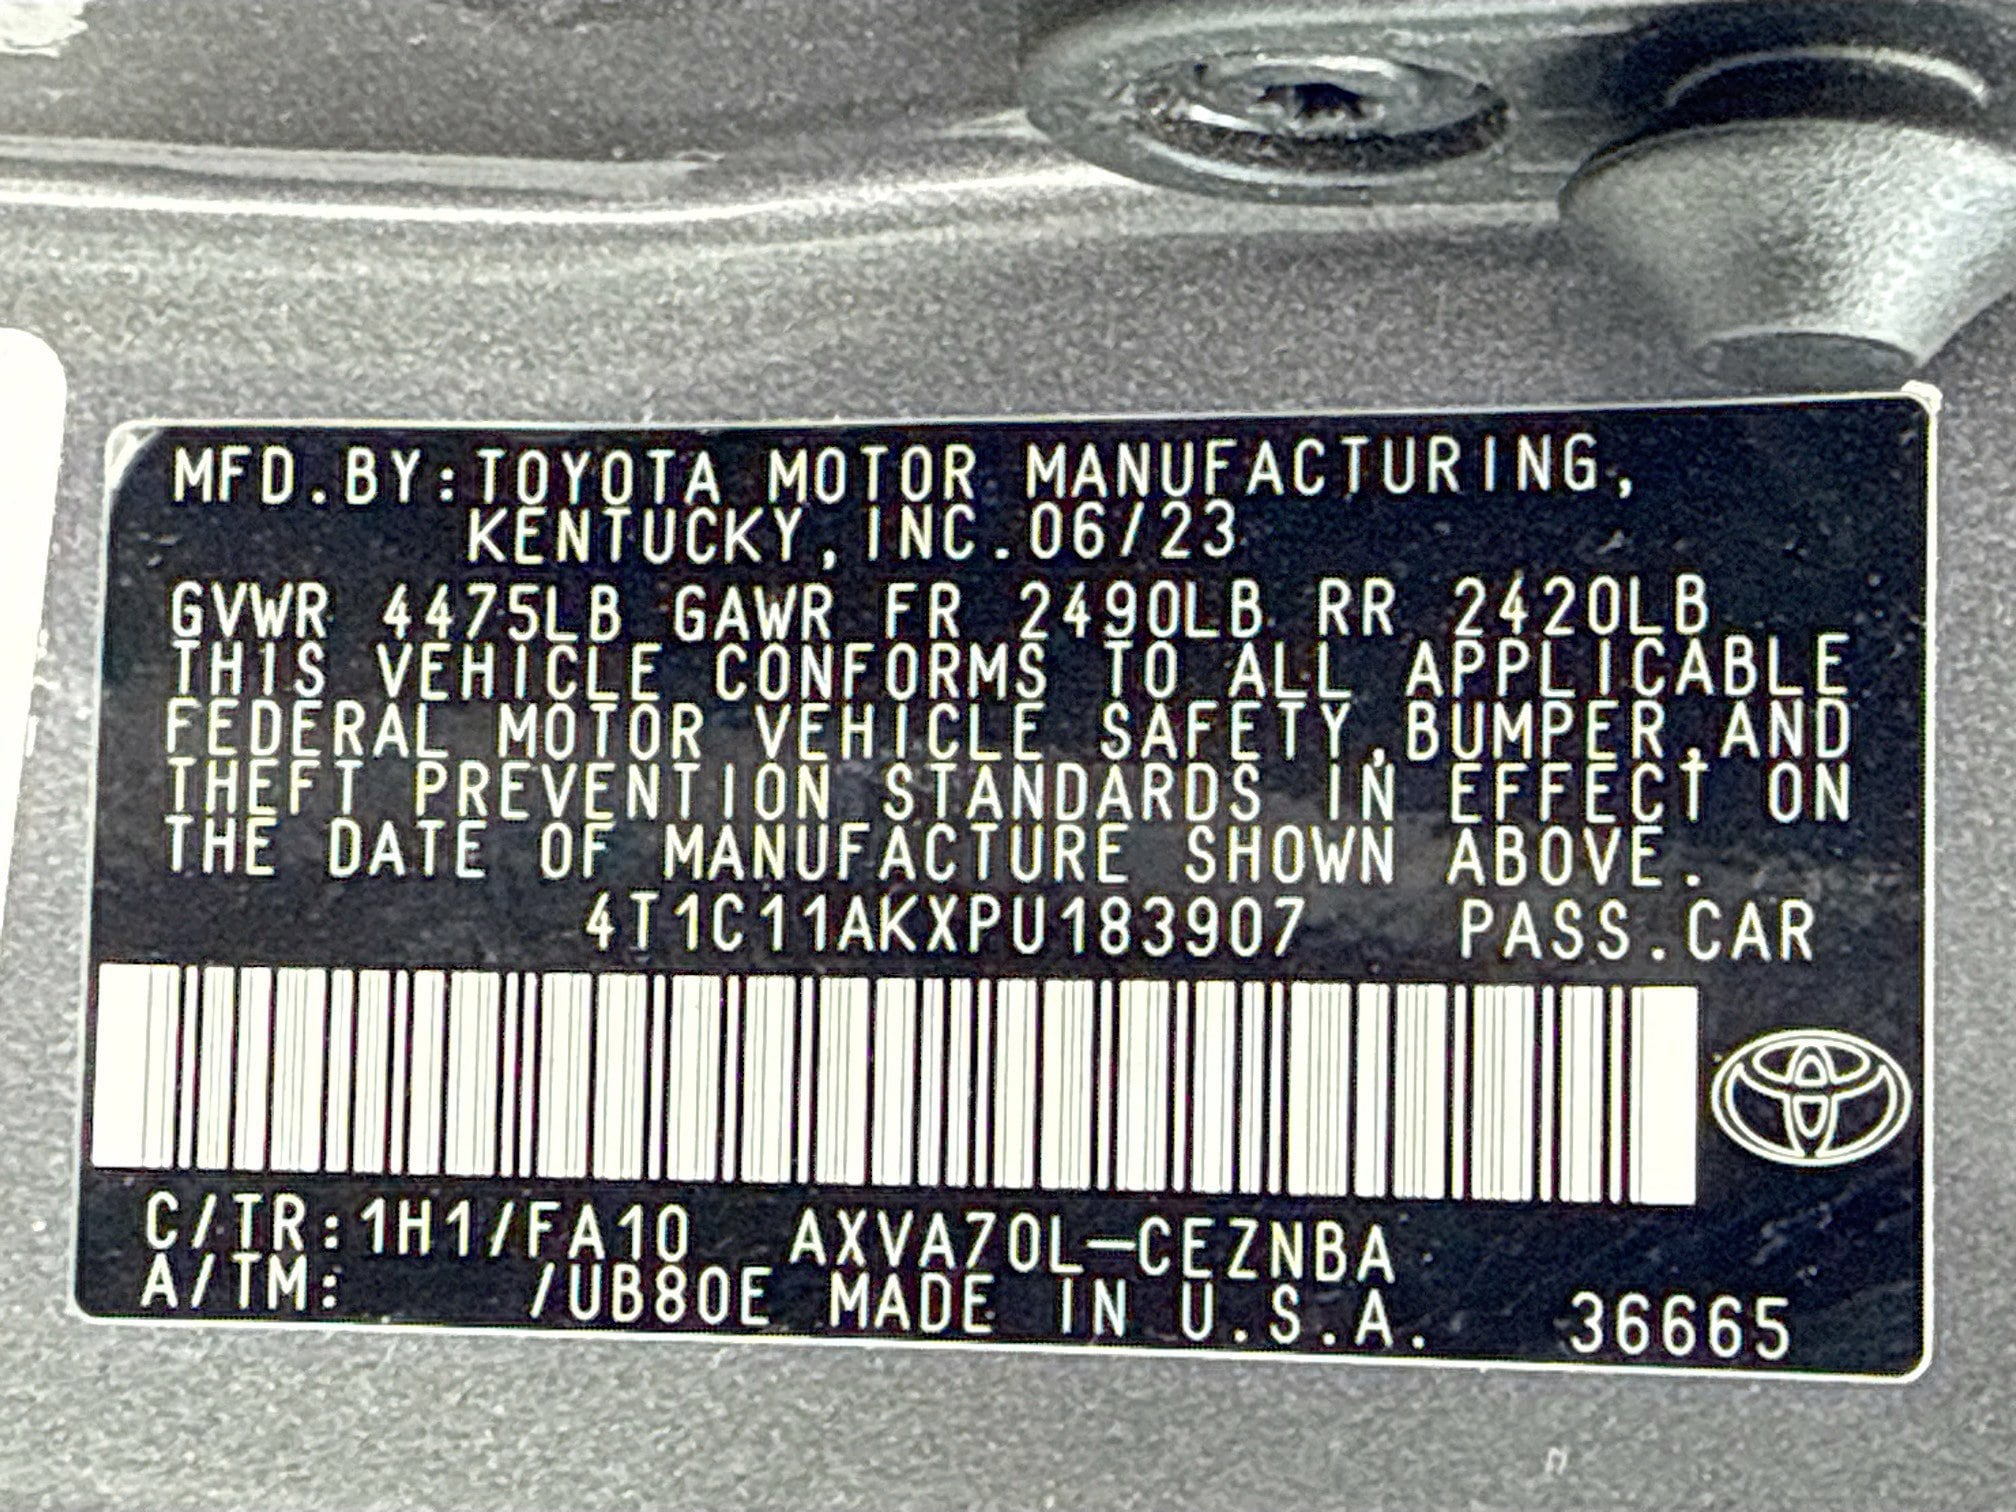 MFD.BY:TOYOTA MOTOR MANUFACTURING,
KENTUCKY,INC.06/23
GVWR 4475LB GAWR FR 2490LB RR 2420LB
THIS VEHICLE CONFORMS TO ALL APPLICABLE
FEDERAL MOTOR VEHICLE SAFETY,BUMPER,AND
THEFT PREVENTION STANDARDS IN EFFECT ON
THE DATE OF MANUFACTURE SHOWN ABOVE.
4T1C11AKXPU183907 PASS.CAR
C/TR:1H1/FA10 AXVA70L-CEZNBA
A/TM: /UB80E MADE IN U.S.A. 36665